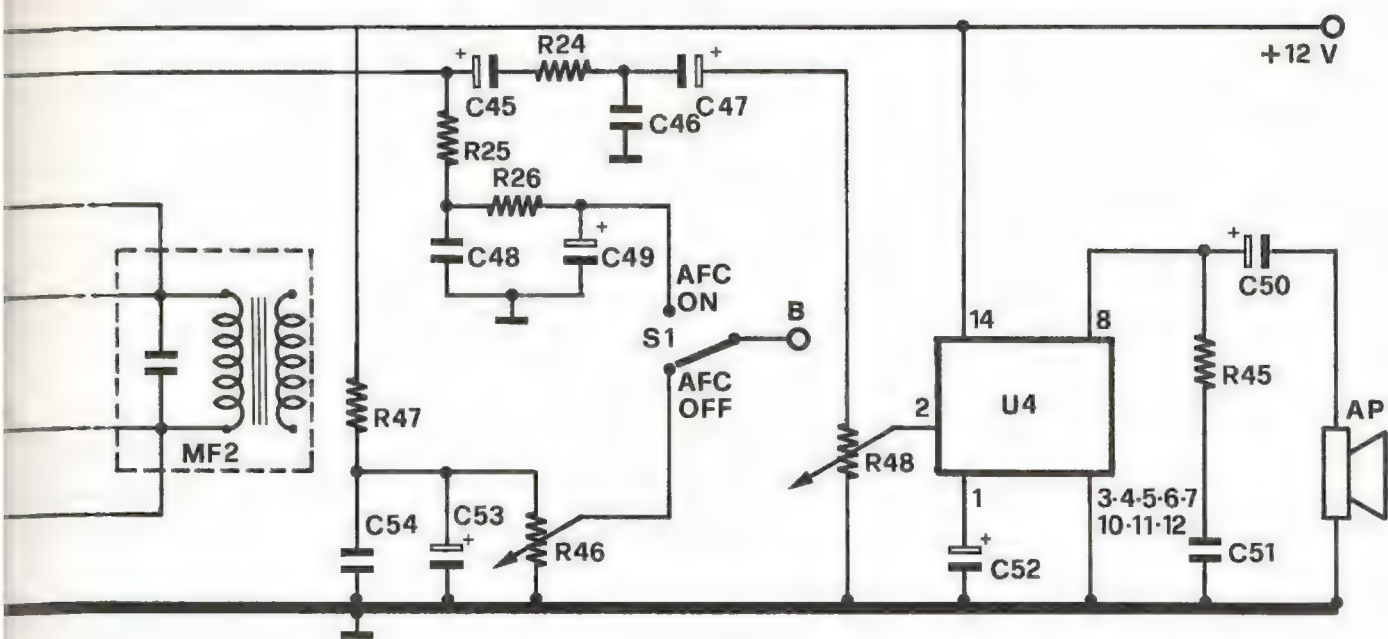 +12 V
R24
+
C45
+
C47
C46
R25
R26
+
C48
C49
AFC
ON
B
S1
AFC
OFF
+
C50
14
8
R45
2
U4
AP
R47
MF2
R48
C54
C53
+
R46
1
3-4-5-6-7
10-11-12
+
C52
C51